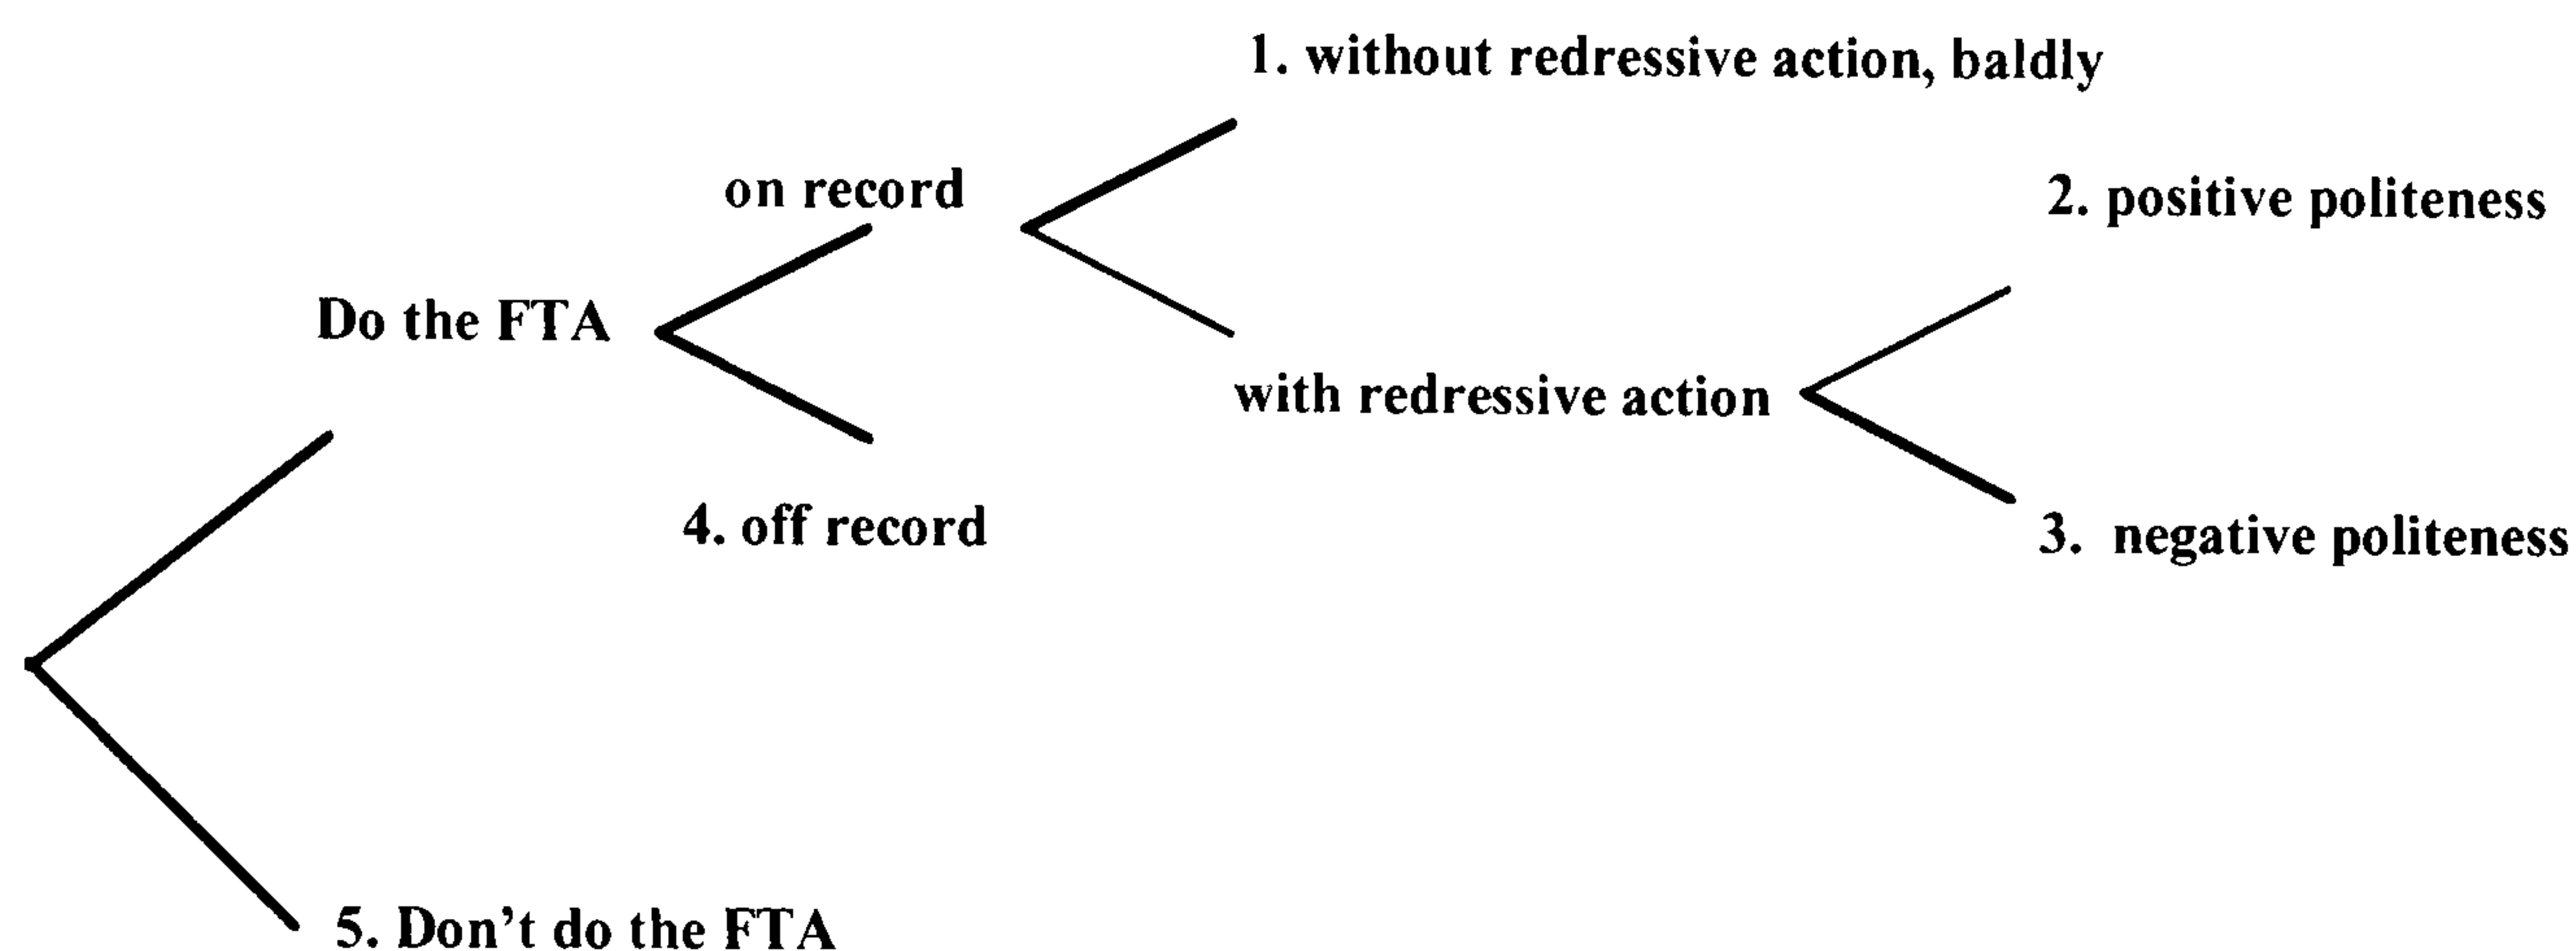 1. without redressive action, baldly
on record
2. positive politeness
Do the FTA
with redressive action
4. off record
3. negative politeness
5. Don't do the FTA